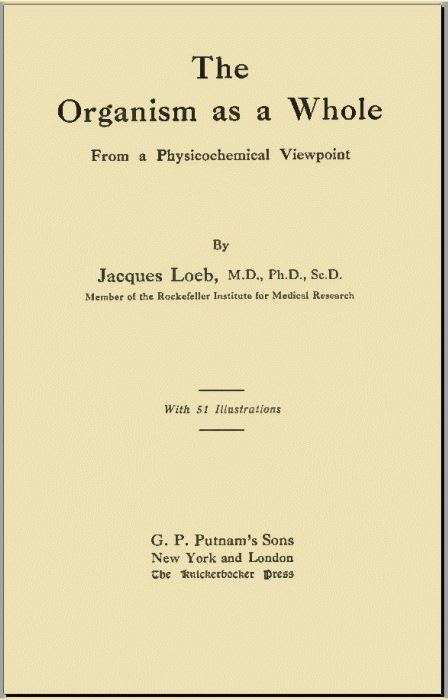 The
Organism as a Whole
From a Physicochemical Viewpoint
By
Jacques Loeb, M.D., Ph.D., Sc.D.
Member of the Rockefeller Institute for Medical Research
With 51 Illustrations
G. P. Putnam's Sons
New York and London
The Knickerbocker Press